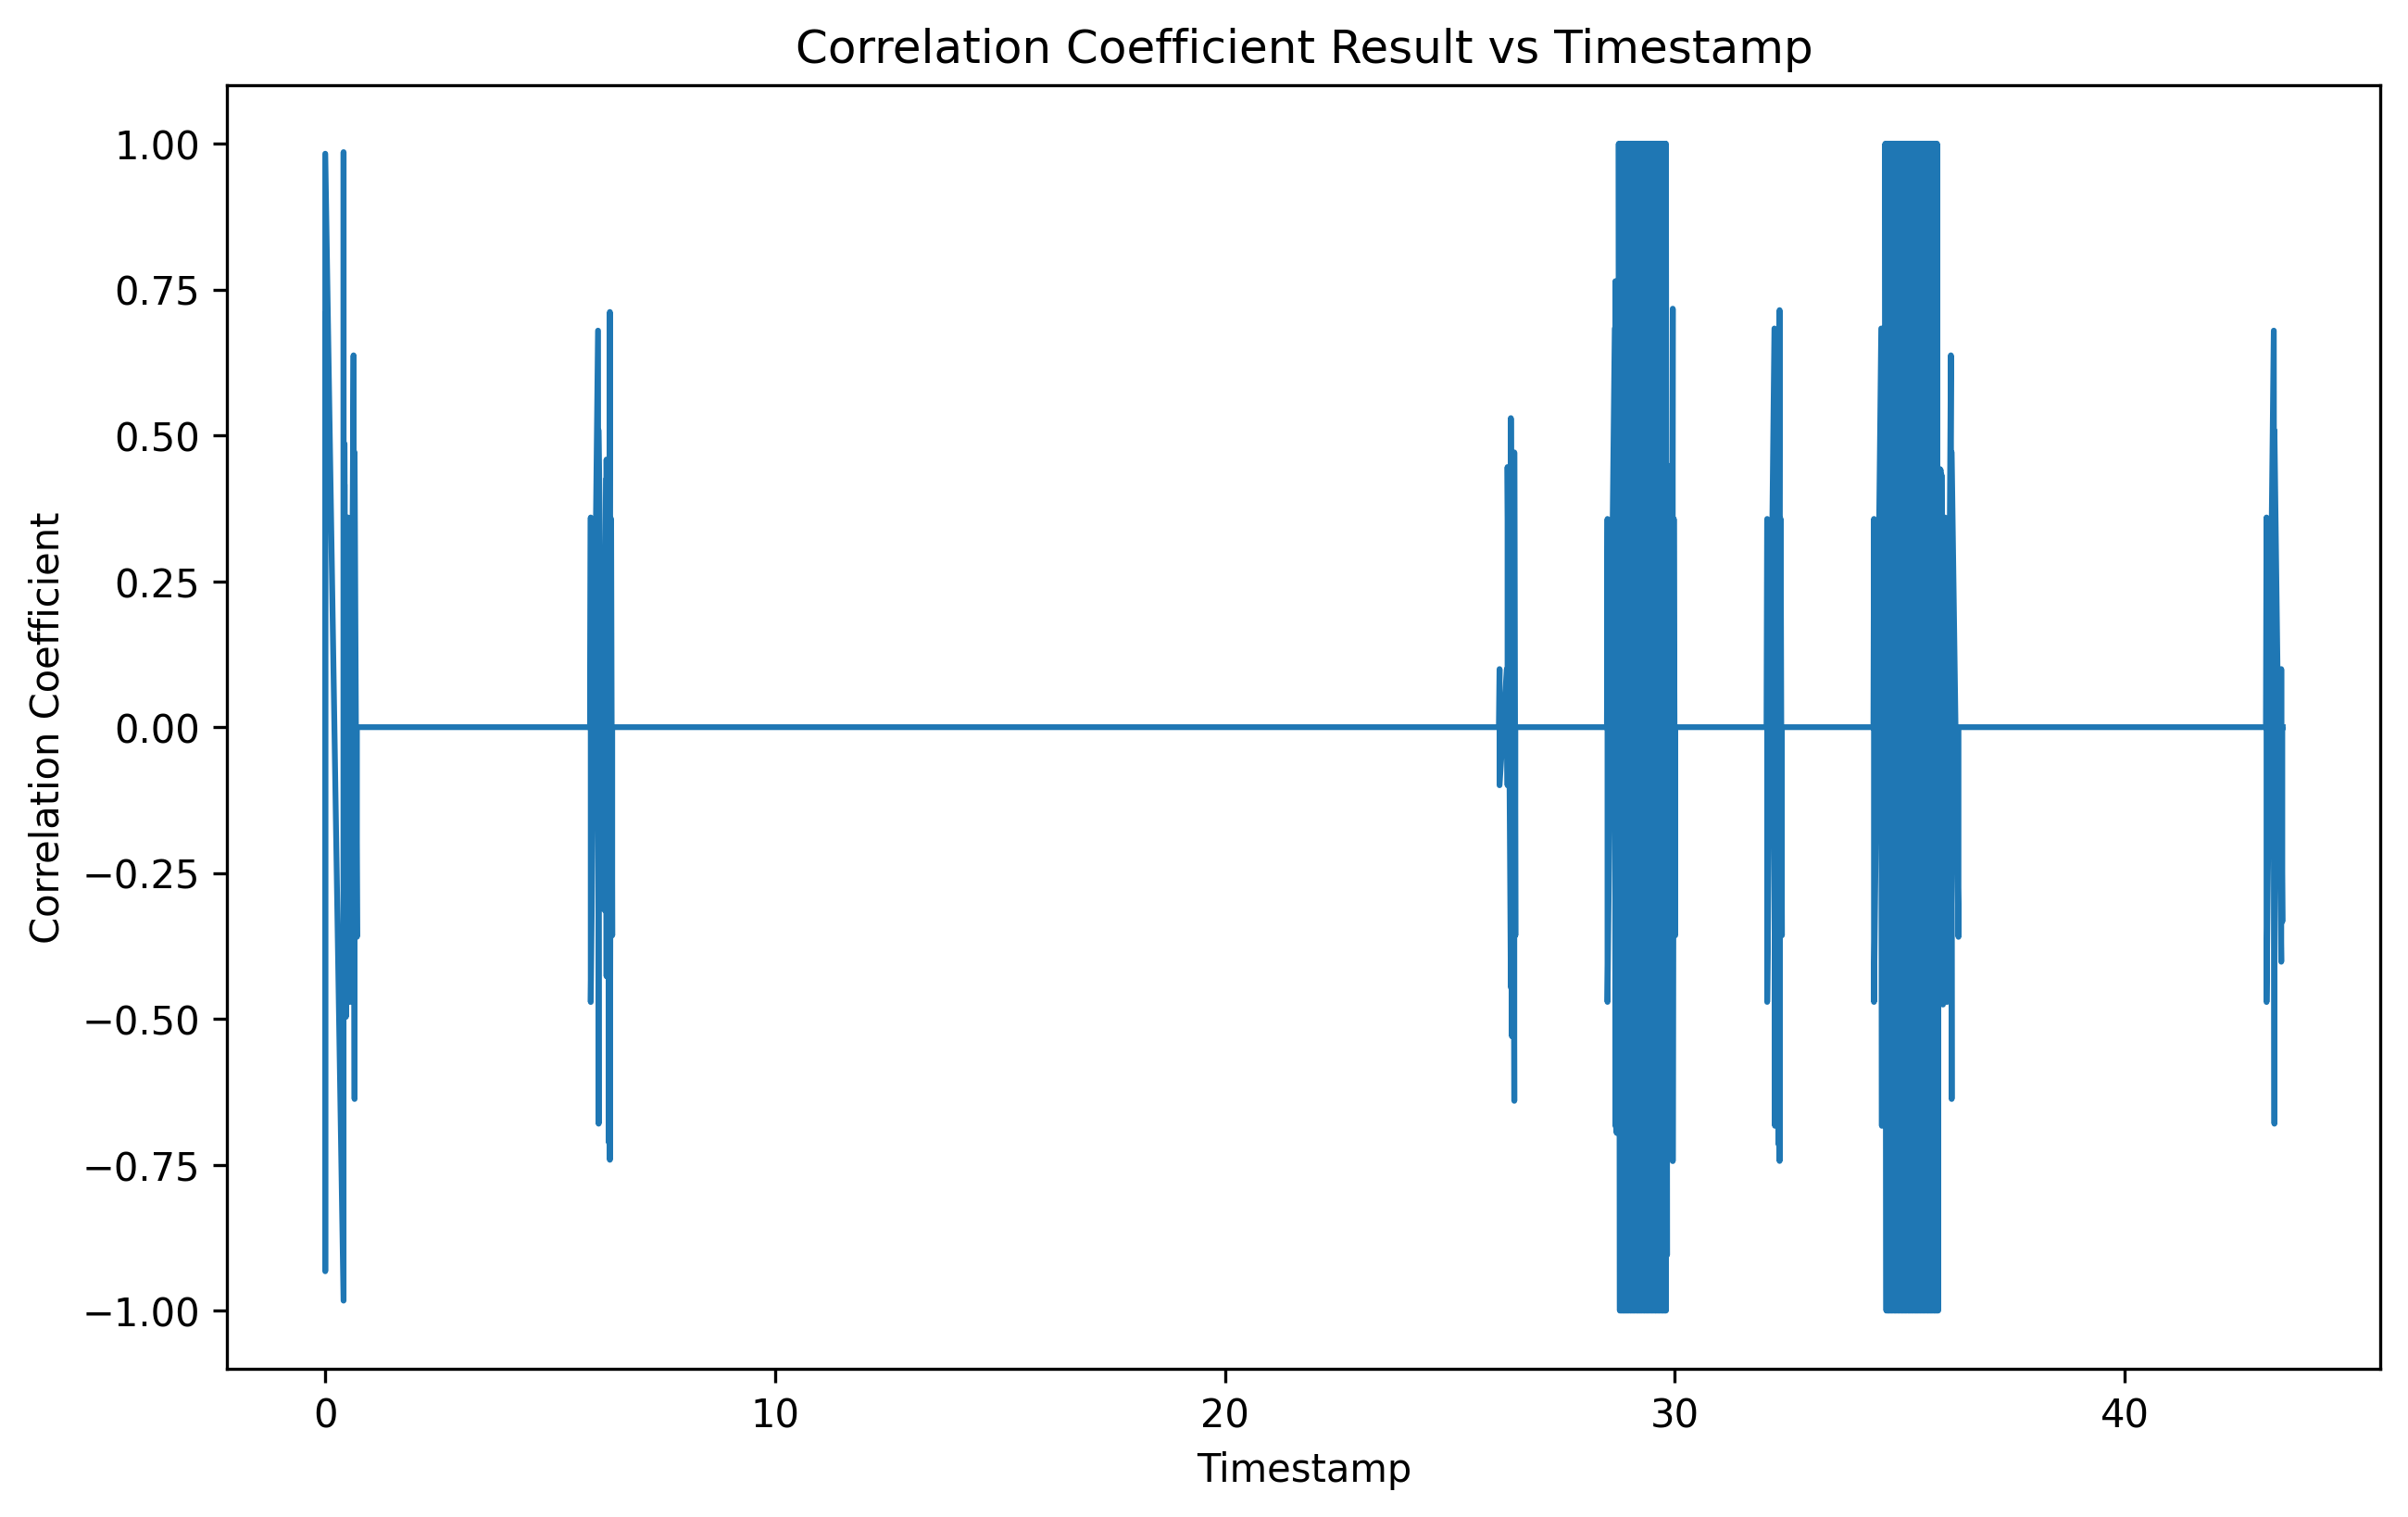 Correlation Coefficient Result vs Timestamp
Correlation Coefficient
1.00
0.75
0.50
0.25
0.00
−0.25
−0.50
−0.75
−1.00
0 10 20 30 40
Timestamp